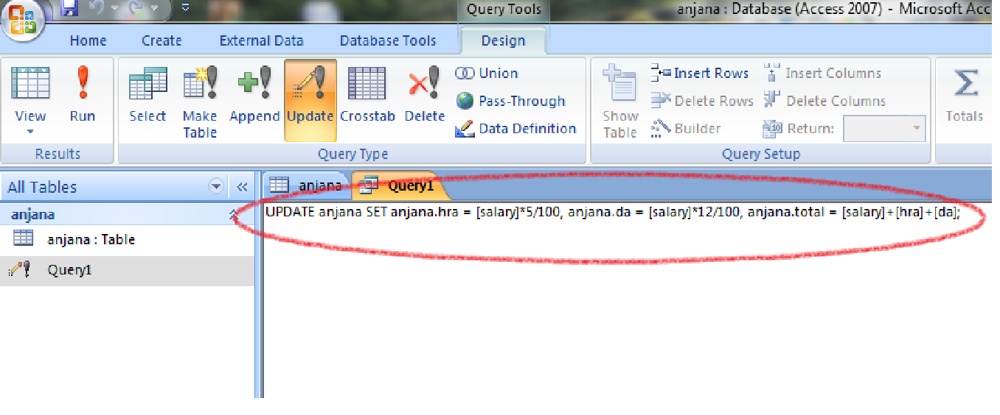 Query Tools
anjana : Database (Access 2007) - Microsoft Acc
Home Create External Data Database Tools Design
View
Run
Select
Make
Table
Append
Update
Crosstab
Delete
Union
Pass-Through
Data Definition
Show
Table
Insert Rows
Delete Rows
Builder
Insert Columns
Delete Columns
Return:
Σ
Totals
Results
Query Type
Query Setup
All Tables
«
anjana
anjana : Table
Query1
anjana
Query1
UPDATE anjana SET anjana.hra = [salary]*5/100, anjana.da = [salary]*12/100, anjana.total = [salary]+[hra]+[da];